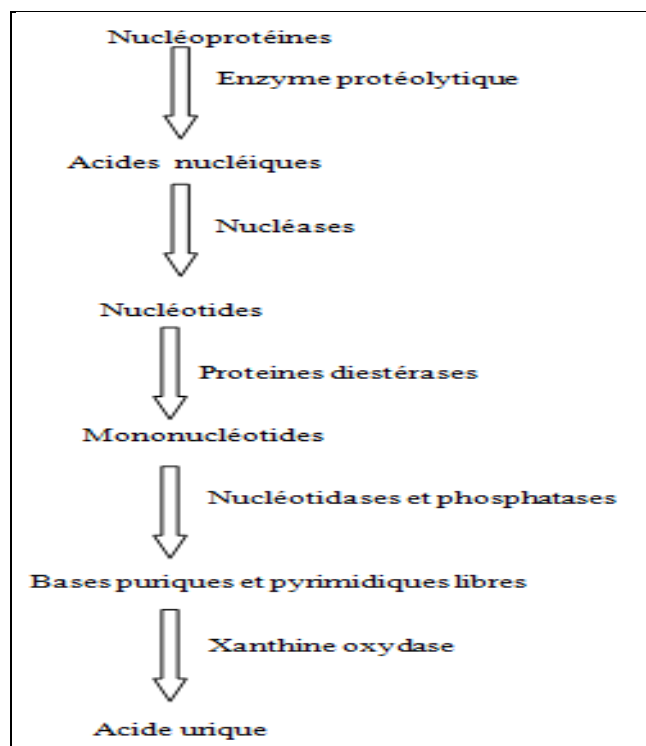 Nucléoprotéines
Enzyme protéolytique
Acides nucléiques
Nucléases
Nucléotides
Proteines diestérases
Mononucléotides
Nucléotidases et phosphatases
Bases puriques et pyrimidiques libres
Xanthine oxydase
Acide urique